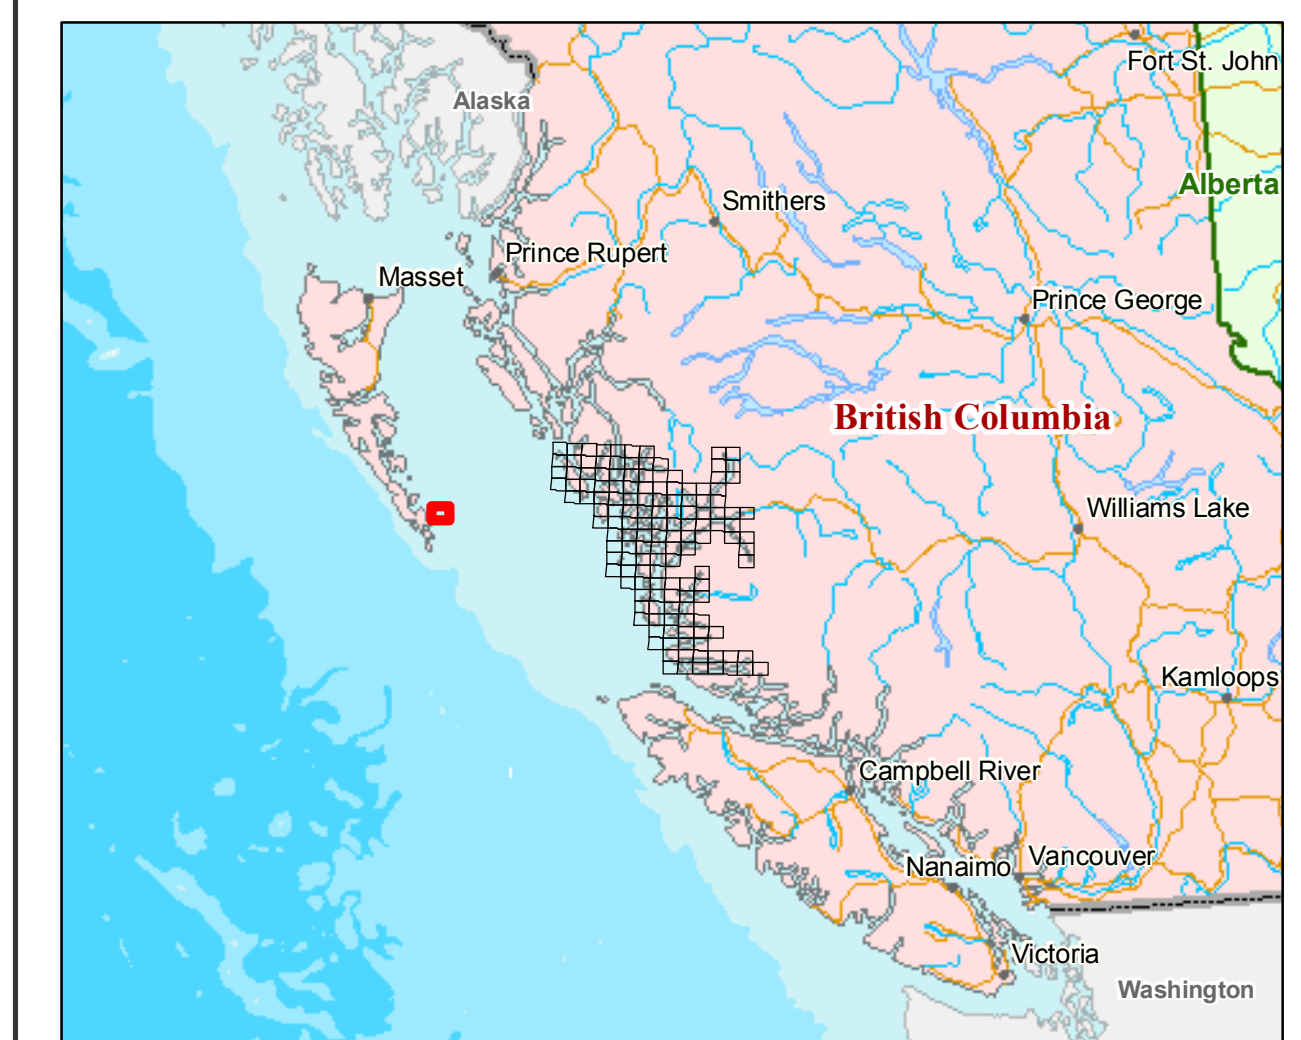 Fort St. John
Alaska
Alberta
Smithers
Prince Rupert
Masset
Prince George
British Columbia
Williams Lake
Kamloops
Campbell River
Vancouver
Nanaimo
Victoria
Washington